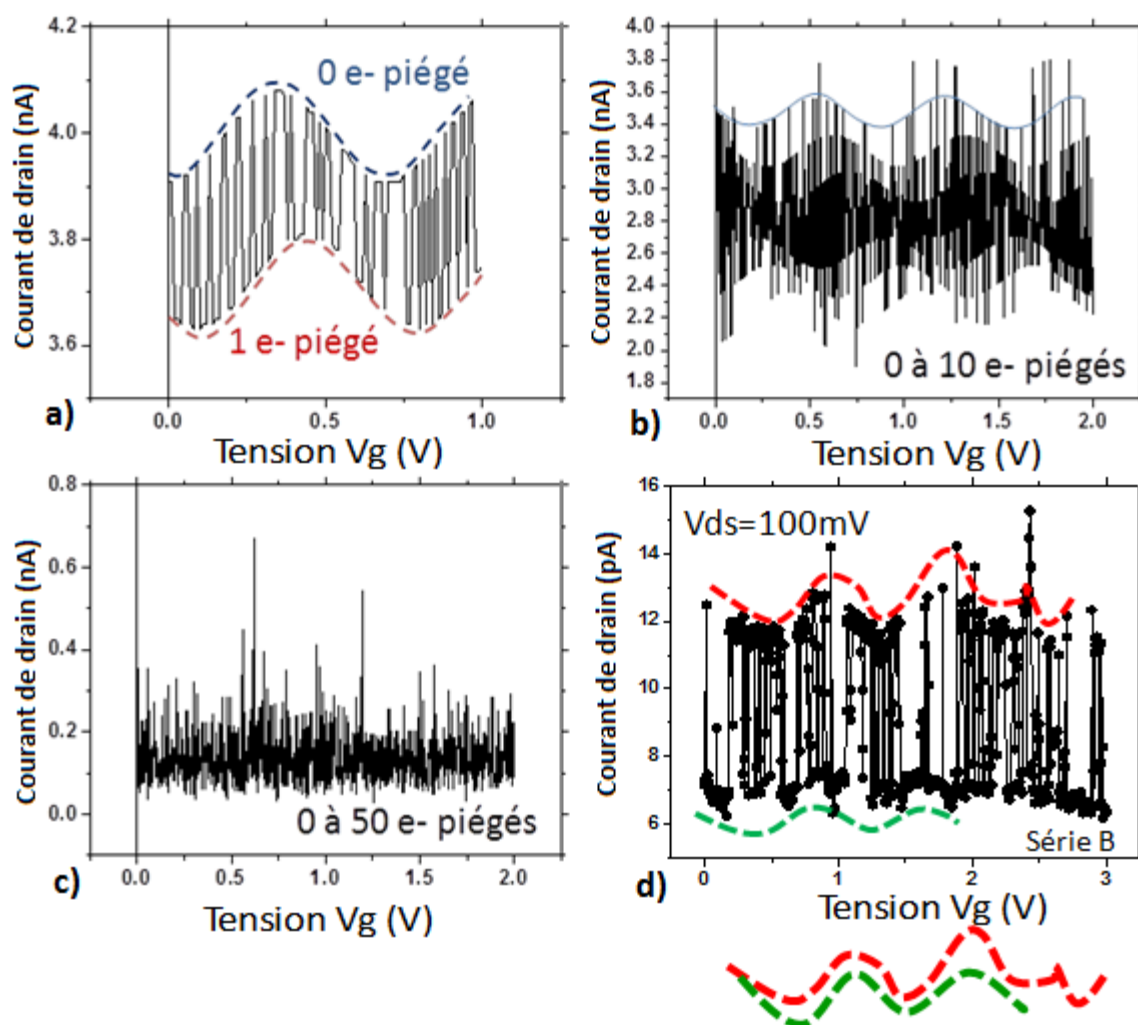 4.2
4.0
3.8
3.6
Courant de drain (nA)
0 e- piégé
1 e- piégé
a)
0.0
0.5
1.0
Tension Vg (V)
4.0
3.8
3.6
3.4
3.2
3.0
2.8
2.6
2.4
2.2
2.0
1.8
Courant de drain (nA)
0 à 10 e- piégés
b)
0.0
0.5
1.0
1.5
2.0
Tension Vg (V)
0.8
0.6
0.4
0.2
0.0
Courant de drain (nA)
0 à 50 e- piégés
c)
0.0
0.5
1.0
1.5
2.0
Tension Vg (V)
16
14
12
10
8
6
Courant de drain (pA)
Vds=100mV
Série B
d)
0
1
2
3
Tension Vg (V)